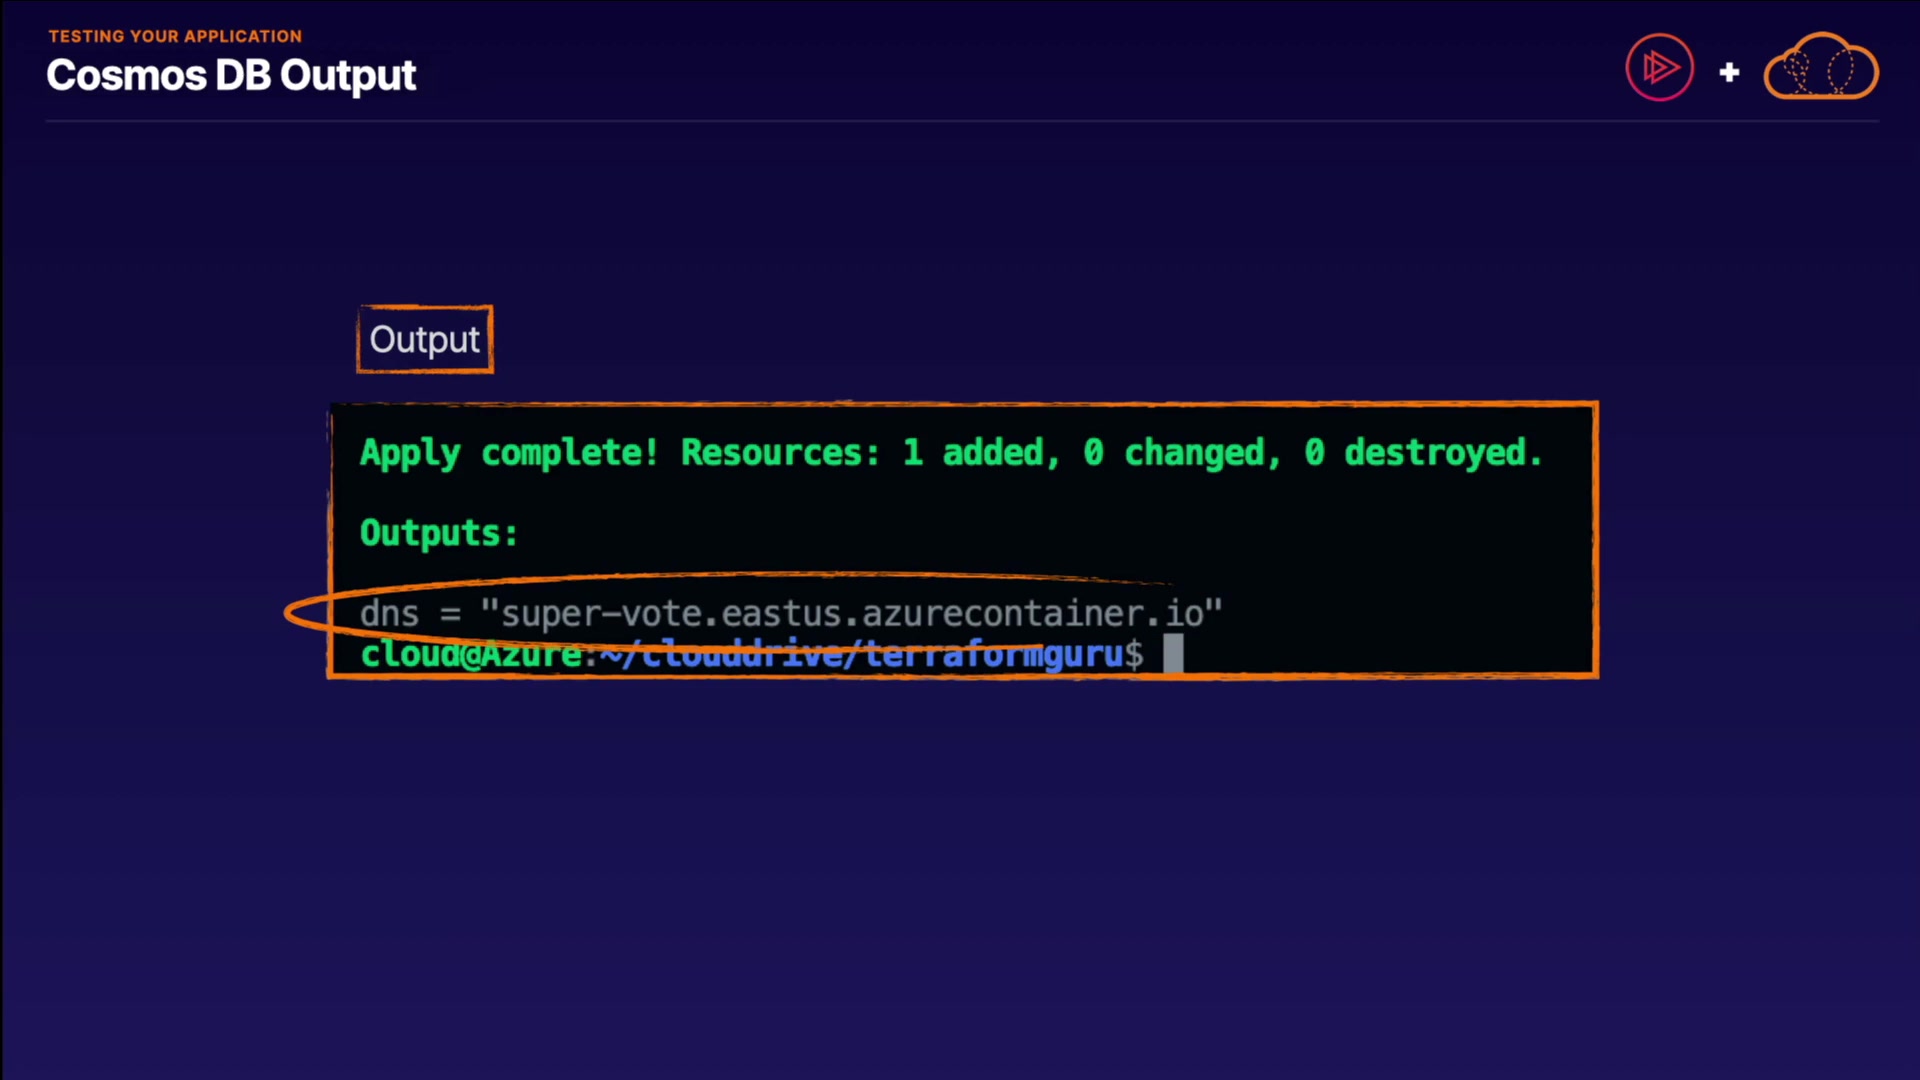 TESTING YOUR APPLICATION
Cosmos DB Output
Output
Apply complete! Resources: 1 added, 0 changed, 0 destroyed.
Outputs:
dns = "super-vote.eastus.azurecontainer.io"
cloud@Azure:~/clouddrive/terraformguru$